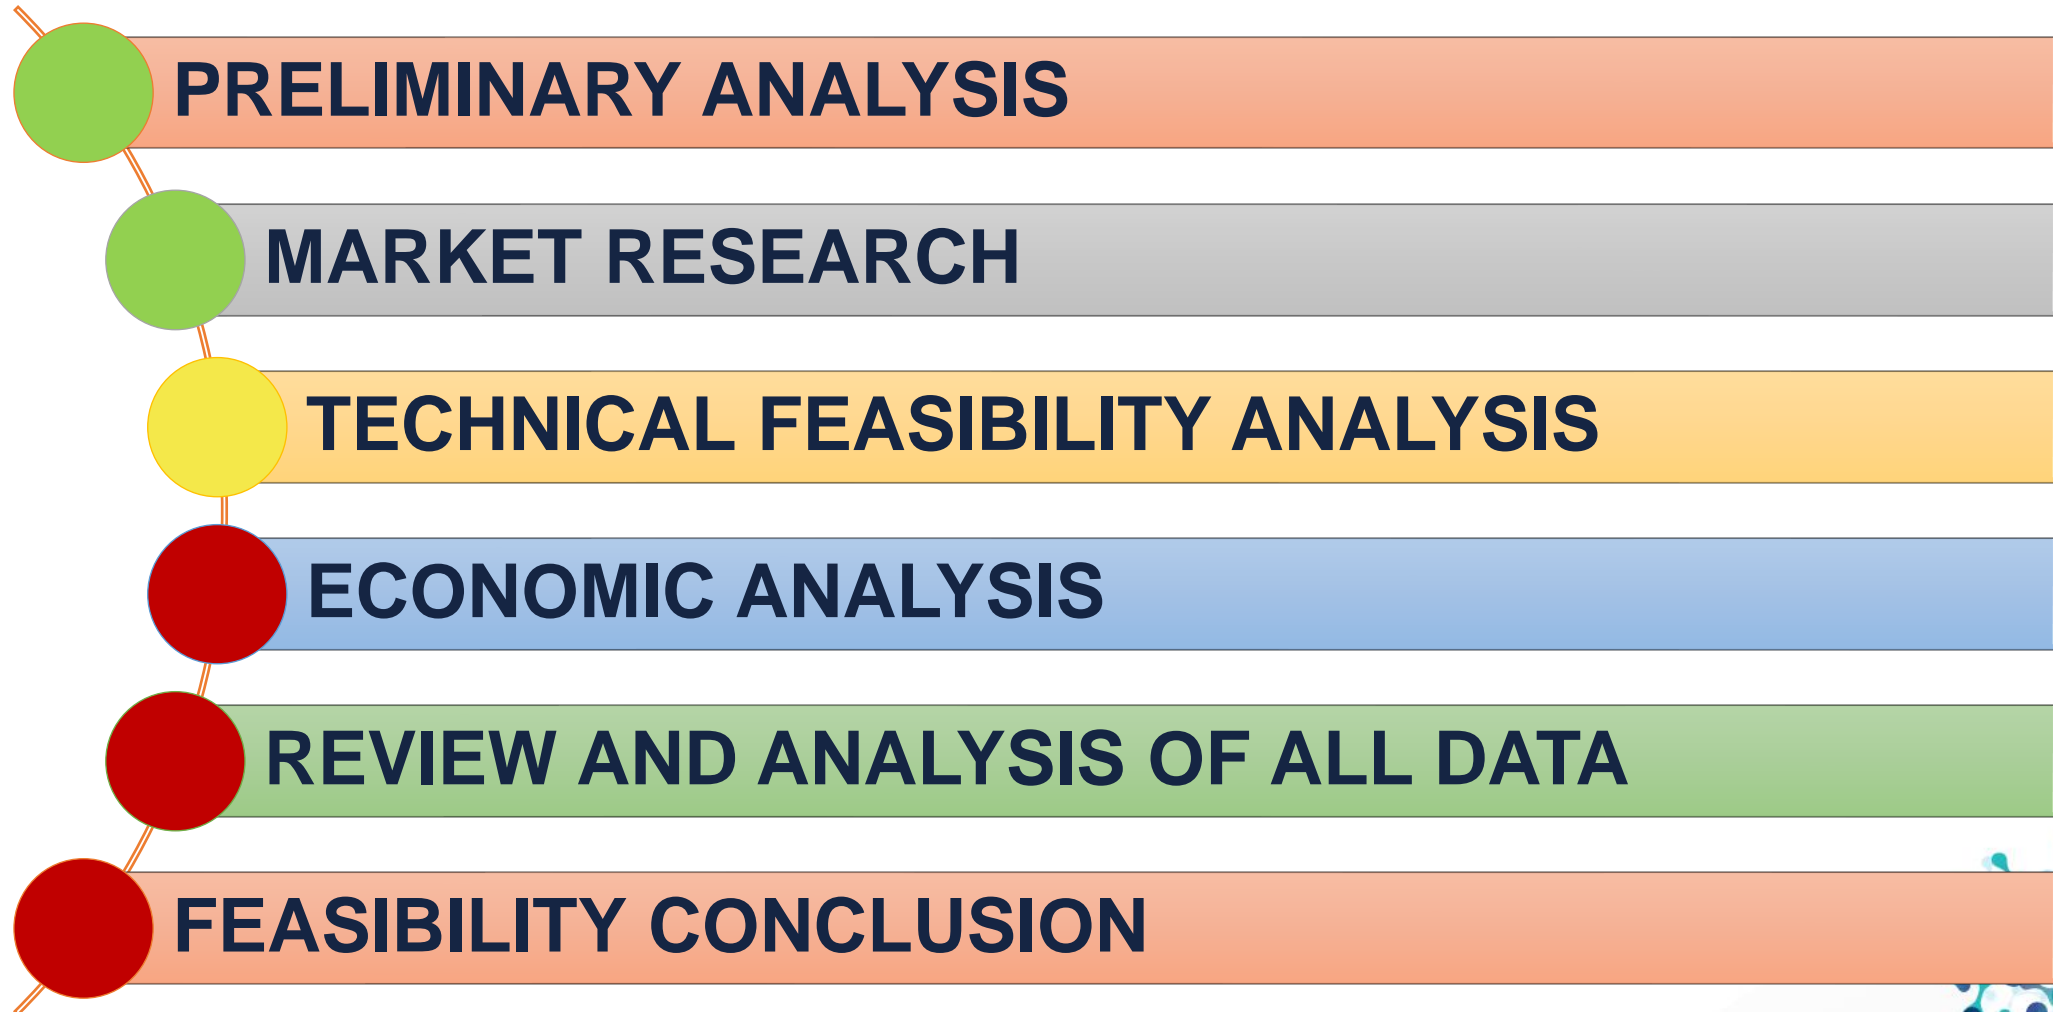 PRELIMINARY ANALYSIS
MARKET RESEARCH
TECHNICAL FEASIBILITY ANALYSIS
ECONOMIC ANALYSIS
REVIEW AND ANALYSIS OF ALL DATA
FEASIBILITY CONCLUSION